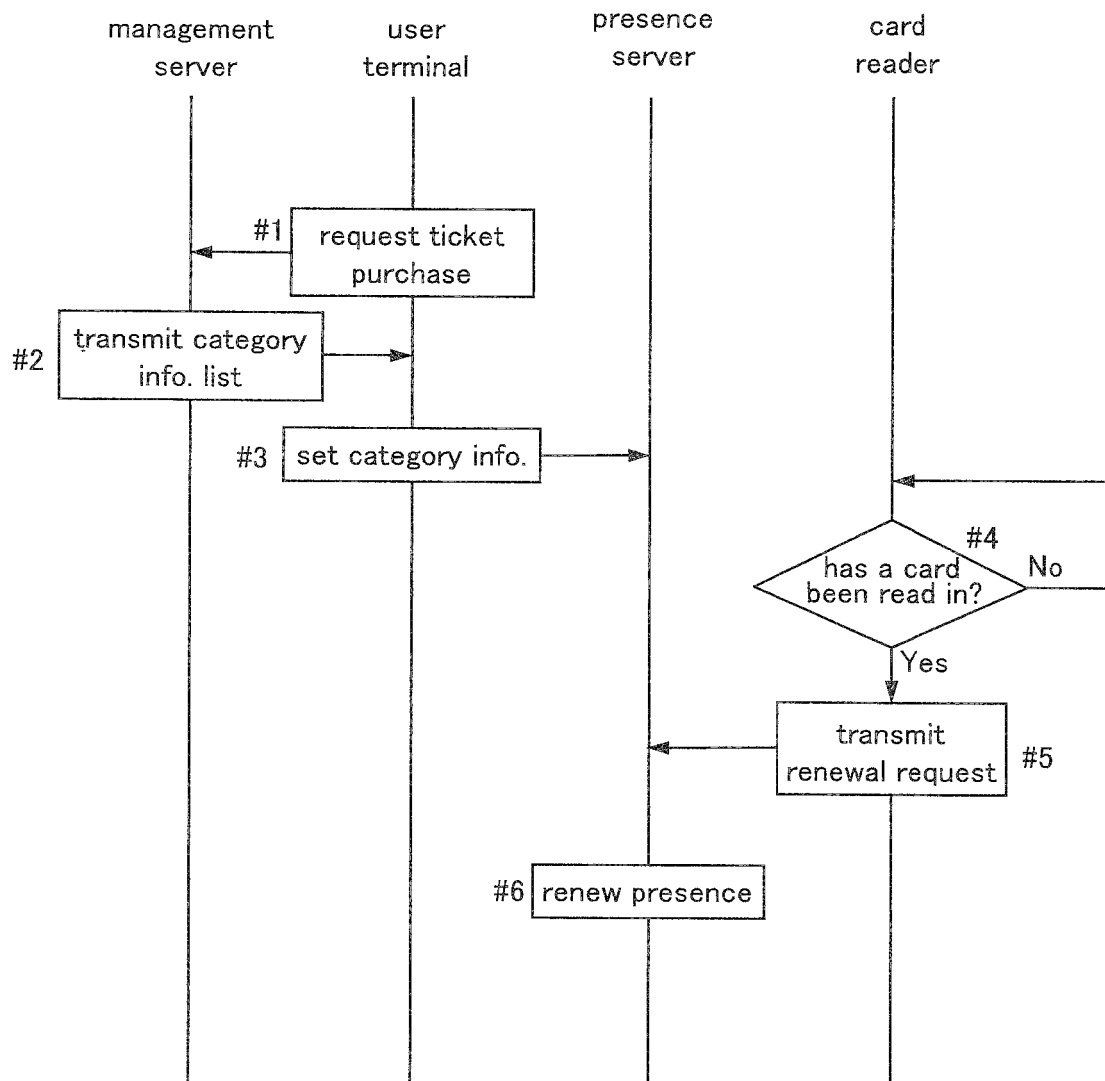 management
server
user
terminal
presence
server
card
reader
#1
request ticket
purchase
#2
transmit category
info. list
#3
set category info.
#4
has a card
been read in?
No
Yes
transmit
renewal request
#5
#6
renew presence